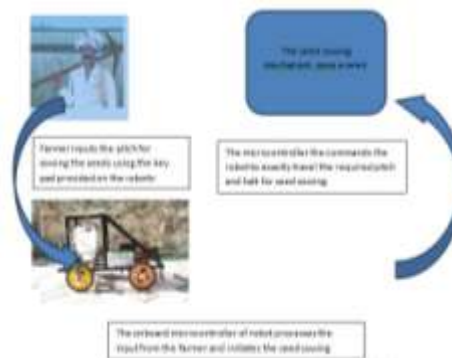 The seed sowing
mechanism
Farmer inputs the pitch for
sowing the seeds using the key
pad provided on the robots
The microcontroller the commands the
robot to exactly travel the required pitch
and halt for seed sowing
The onboard microcontroller of robot processes the
input from the farmer and initiates the seed sowing